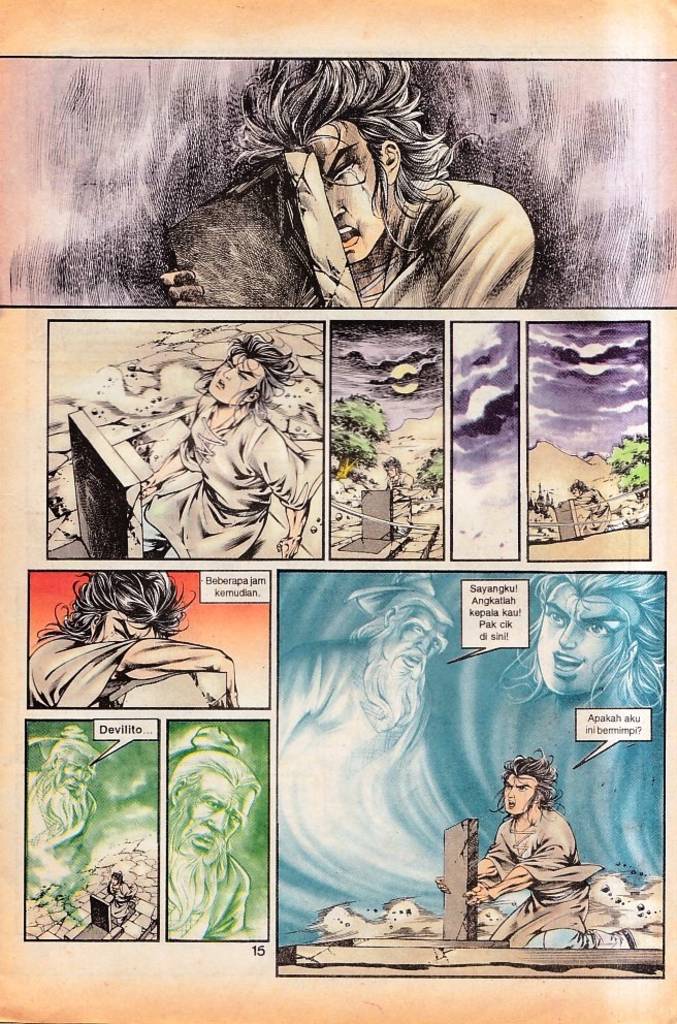 Beberapa jam
kemudian.
Devilito...
Sayangku!
Angkatlah
kepala kau!
Pak cik
di sini!
Apakah aku
ini bermimpi?
15